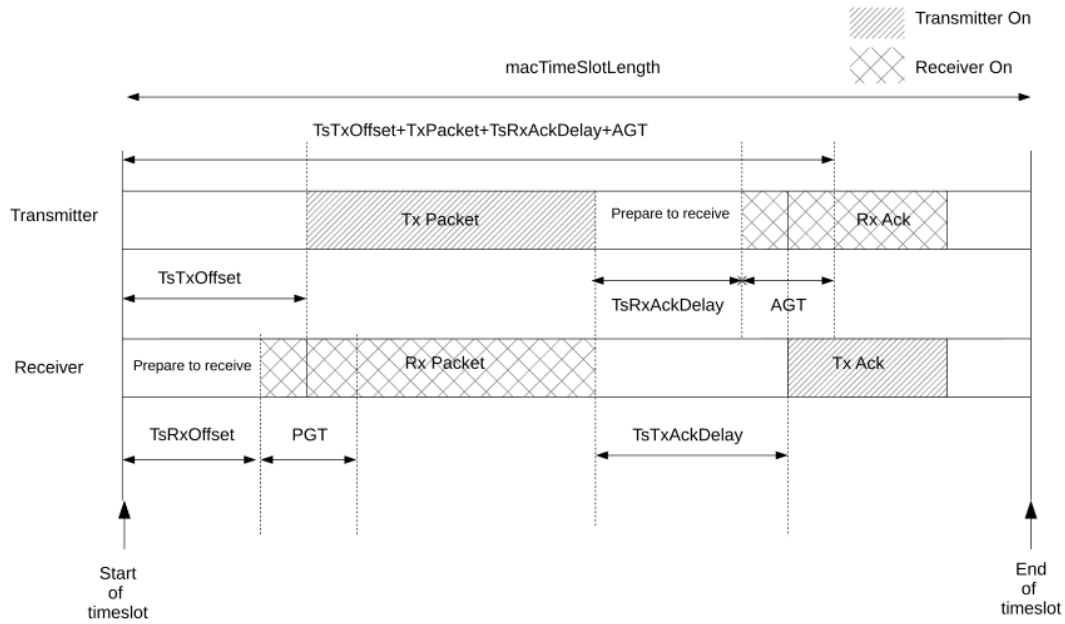 Transmitter On
Receiver On
macTimeSlotLength
TsTxOffset+TxPacket+TsRxAckDelay+AGT
Transmitter
Tx Packet
Prepare to receive
Rx Ack
TsTxOffset
TsRxAckDelay
AGT
Receiver
Prepare to receive
Rx Packet
Tx Ack
TsRxOffset
PGT
TsTxAckDelay
Start
of
timeslot
End
of
timeslot